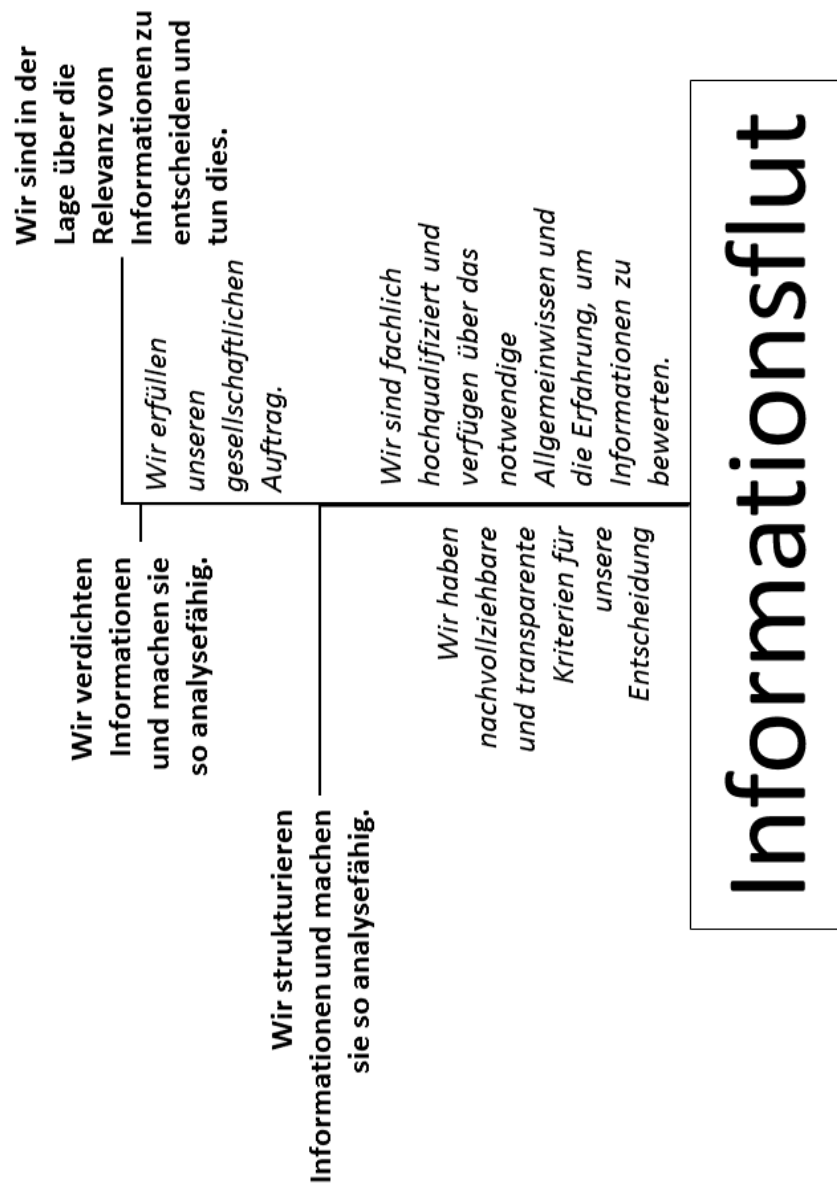 Wir sind in der
Lage über die
Relevanz von
Informationen zu
entscheiden und
tun dies.
Wir erfüllen
unseren
gesellschaftlichen
Auftrag.
Wir verdichten
Informationen
und machen sie
so analysefähig.
Wir strukturieren
Informationen und machen
sie so analysefähig.
Wir sind fachlich
hochqualifiziert und
verfügen über das
notwendige
Allgemeinwissen und
die Erfahrung, um
Informationen zu
bewerten.
Wir haben
nachvollziehbare
und transparente
Kriterien für
unsere
Entscheidung
Informationsflut